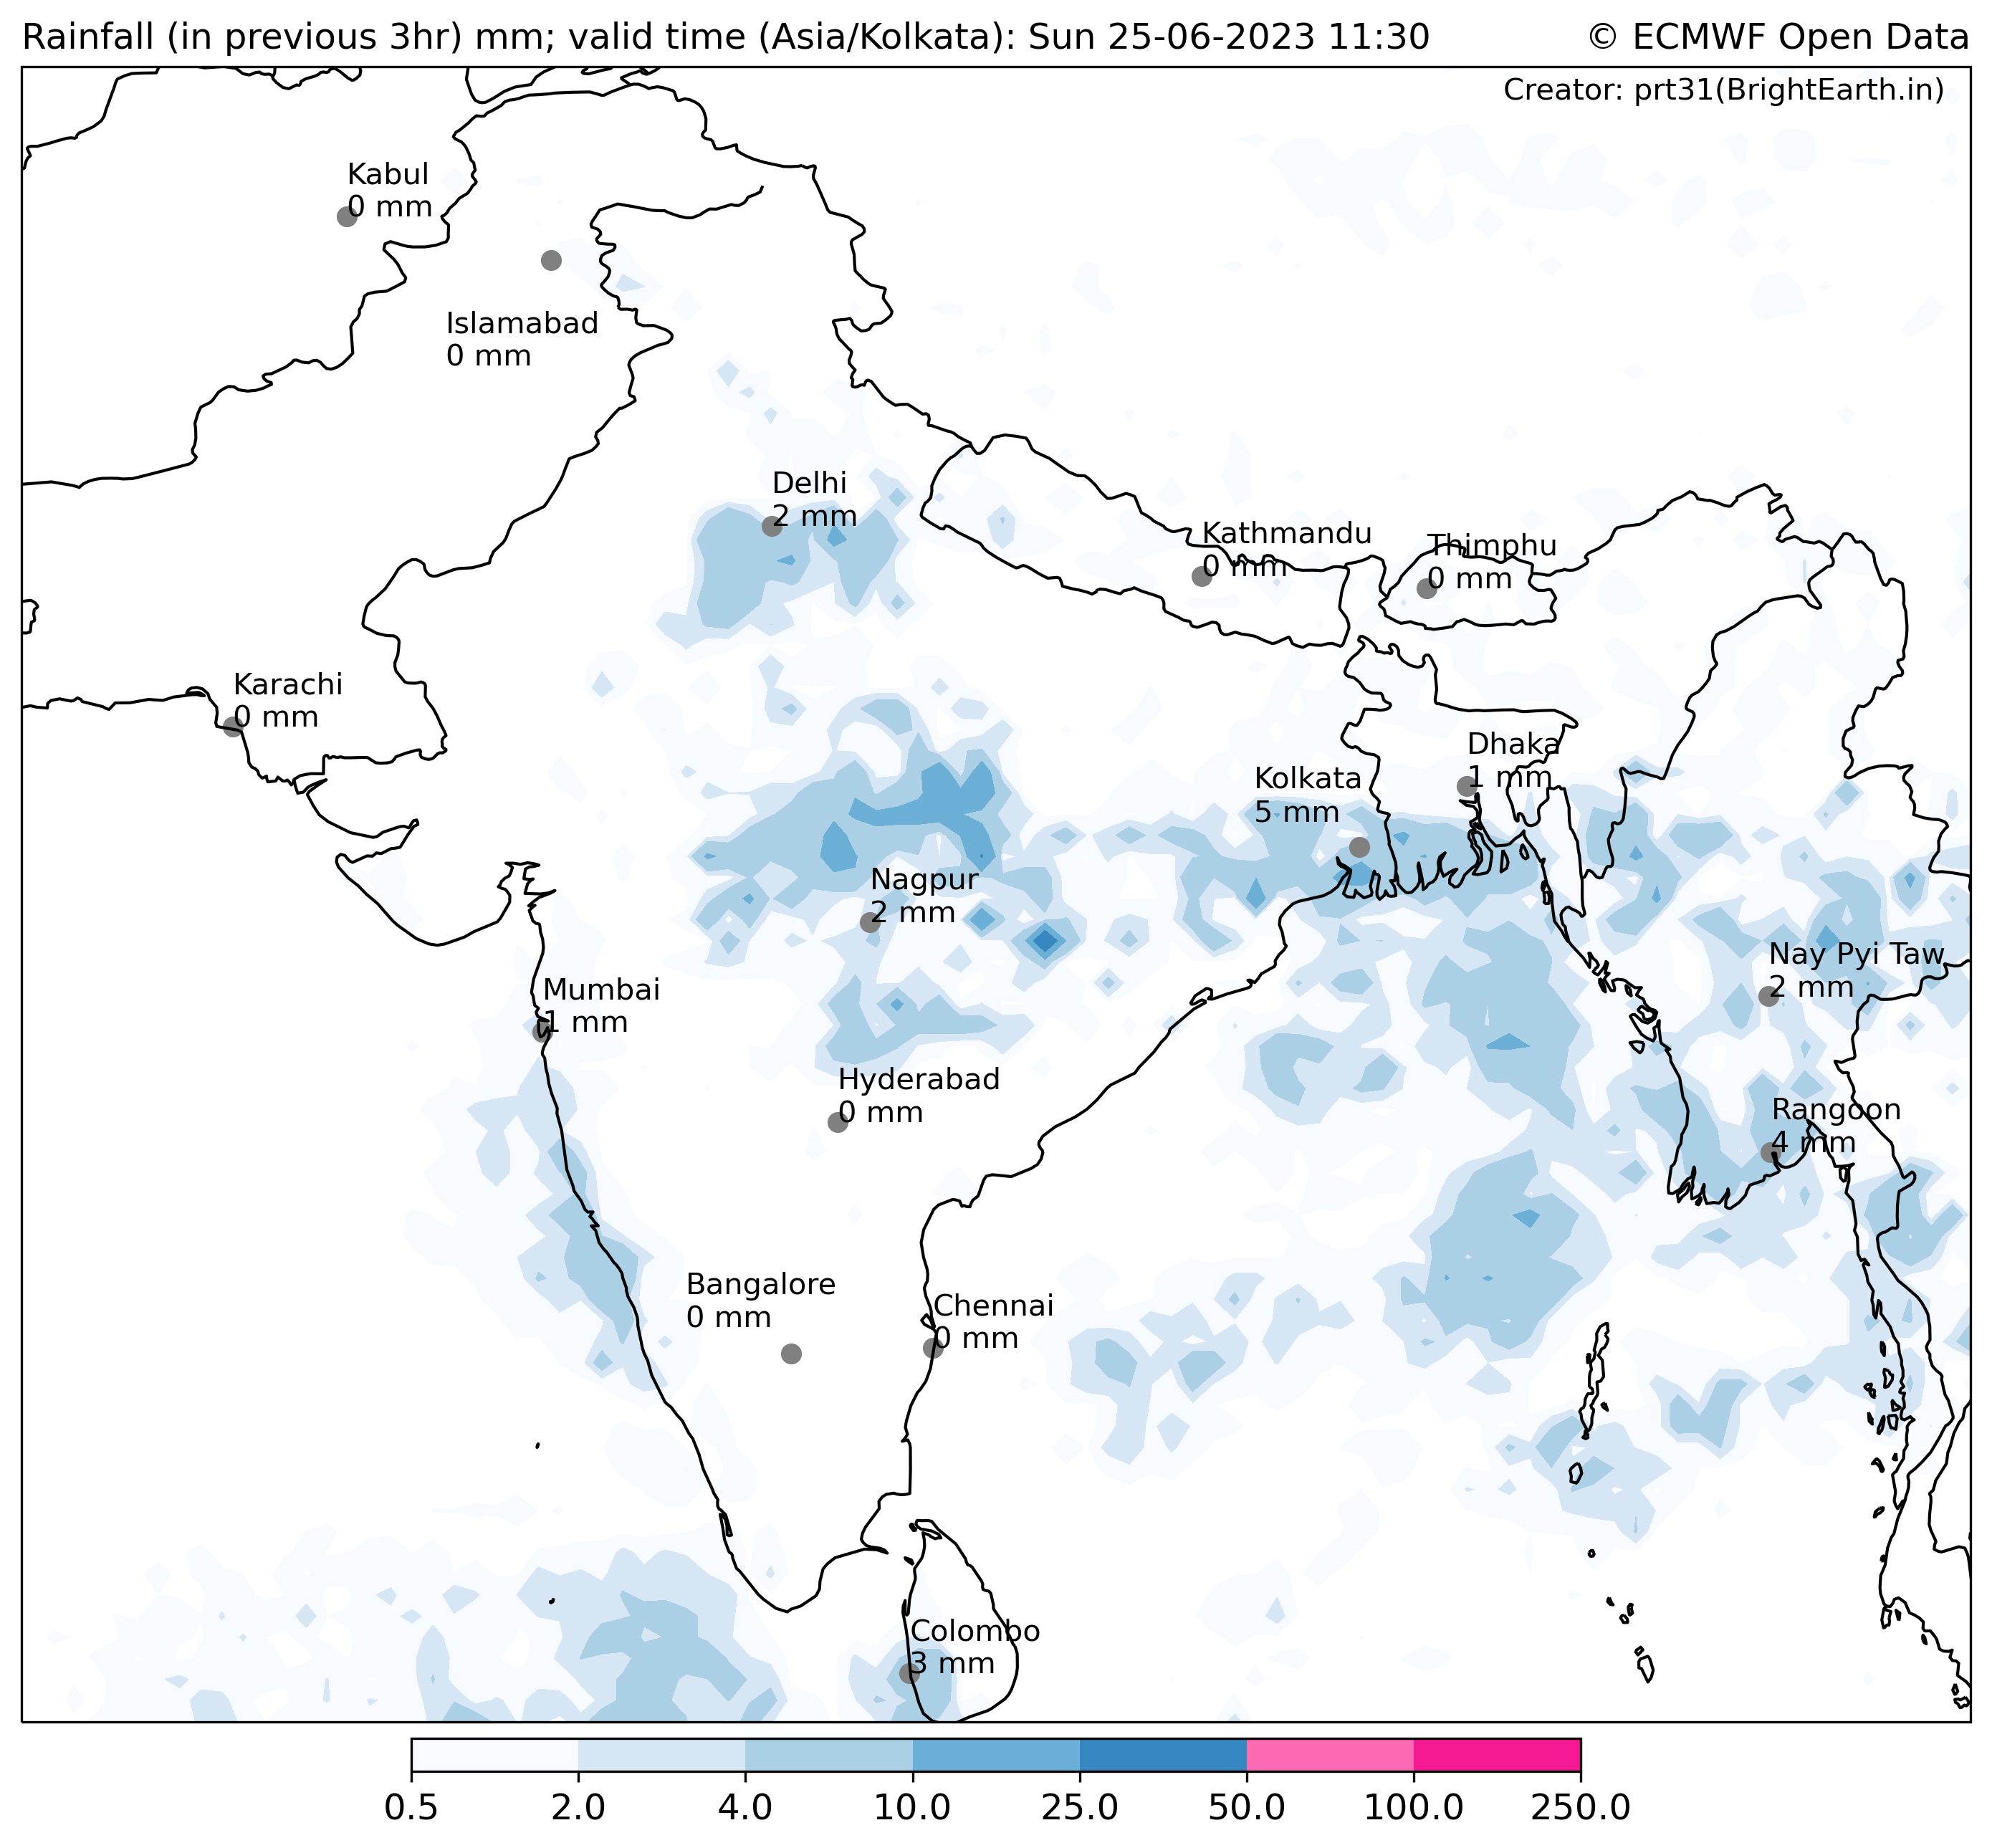 Rainfall (in previous 3hr) mm; valid time (Asia/Kolkata): Sun 25-06-2023 11:30
© ECMWF Open Data
Creator: prt31(BrightEarth.in)
Kabul
0 mm
Islamabad
0 mm
Delhi
2 mm
Kathmandu
0 mm
Thimphu
0 mm
Karachi
0 mm
Dhaka
1 mm
Kolkata
5 mm
Nagpur
2 mm
Nay Pyi Taw
2 mm
Mumbai
1 mm
Hyderabad
0 mm
Rangoon
4 mm
Bangalore
0 mm
Chennai
0 mm
Colombo
3 mm
0.5 2.0 4.0 10.0 25.0 50.0 100.0 250.0